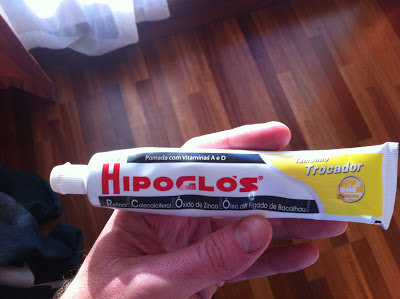 Pomada com Vitaminas A e D
HIPOGLÓS
Retinol Colecalciferol Óxido de Zinco Óleo de Fígado de Bacalhau
Tamanho
Trocador